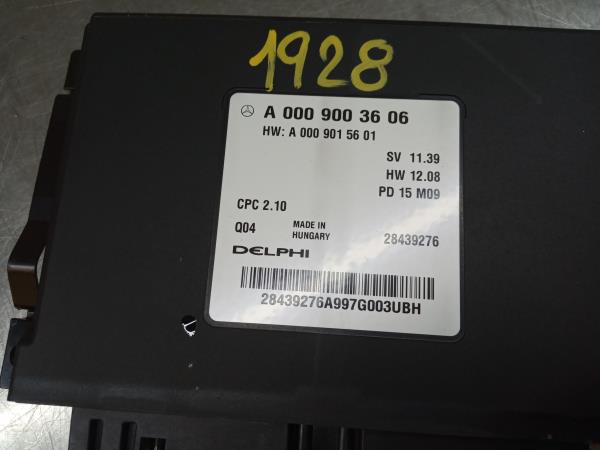 1928
A 000 900 36 06
HW: A 000 901 56 01
SV 11.39
HW 12.08
PD 15 M09
CPC 2.10
Q04 MADE IN HUNGARY 28439276
DELPHI
28439276A997G003UBH